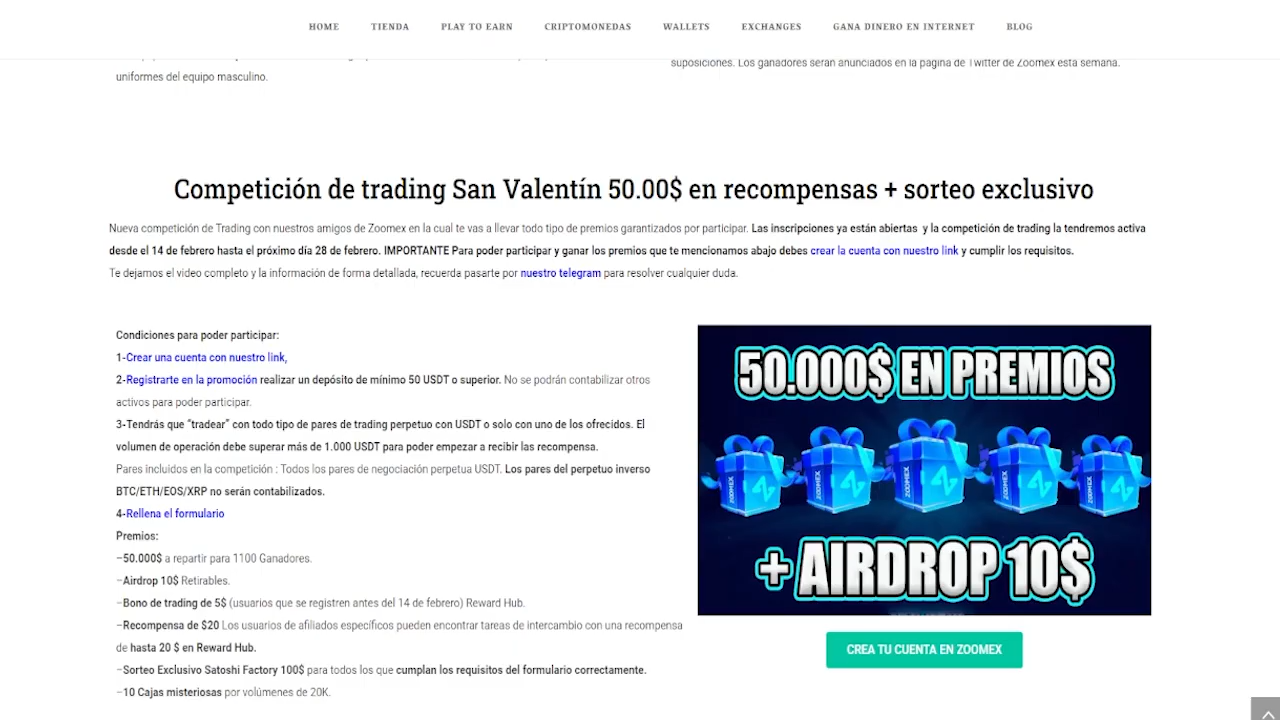 HOME TIENDA PLAY TO EARN CRIPTOMONEDAS WALLETS EXCHANGES GANA DINERO EN INTERNET BLOG
uniformes del equipo masculino.
suposiciones. Los ganadores serán anunciados en la página de Twitter de Zoomex esta semana.
Competición de trading San Valentín 50.00$ en recompensas + sorteo exclusivo
Nueva competición de Trading con nuestros amigos de Zoomex en la cual te vas a llevar todo tipo de premios garantizados por participar. Las inscripciones ya están abiertas y la competición de trading la tendremos activa
desde el 14 de febrero hasta el próximo día 28 de febrero. IMPORTANTE Para poder participar y ganar los premios que te mencionamos abajo debes crear la cuenta con nuestro link y cumplir los requisitos.
Te dejamos el video completo y la información de forma detallada, recuerda pasarte por nuestro telegram para resolver cualquier duda.
Condiciones para poder participar:
1-Crear una cuenta con nuestro link,
2-Registrarte en la promoción realizar un depósito de mínimo 50 USDT o superior. No se podrán contabilizar otros
activos para poder participar.
3-Tendrás que “tradear” con todo tipo de pares de trading perpetuo con USDT o solo con uno de los ofrecidos. El
volumen de operación debe superar más de 1.000 USDT para poder empezar a recibir las recompensa.
Pares incluidos en la competición : Todos los pares de negociación perpetua USDT. Los pares del perpetuo inverso
BTC/ETH/EOS/XRP no serán contabilizados.
4-Rellena el formulario
Premios:
–50.000$ a repartir para 1100 Ganadores.
–Airdrop 10$ Retirables.
–Bono de trading de 5$ (usuarios que se registren antes del 14 de febrero) Reward Hub.
–Recompensa de $20 Los usuarios de afiliados específicos pueden encontrar tareas de intercambio con una recompensa
de hasta 20 $ en Reward Hub.
–Sorteo Exclusivo Satoshi Factory 100$ para todos los que cumplan los requisitos del formulario correctamente.
–10 Cajas misteriosas por volúmenes de 20K.
50.000$ EN PREMIOS
ZOOMEX ZOOMEX ZOOMEX ZOOMEX ZOOMEX
+ AIRDROP 10$
CREA TU CUENTA EN ZOOMEX